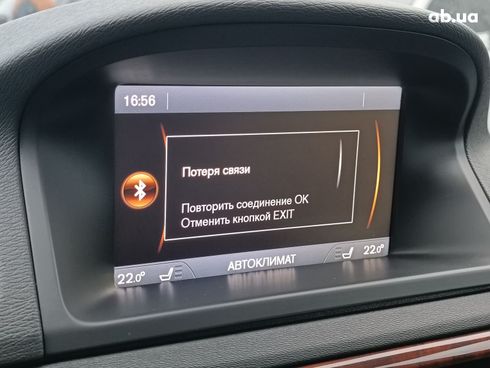 ab.ua
16:56
Потеря связи
Повторить соединение OK
Отменить кнопкой EXIT
22.0° АВТОКЛИМАТ 22.0°